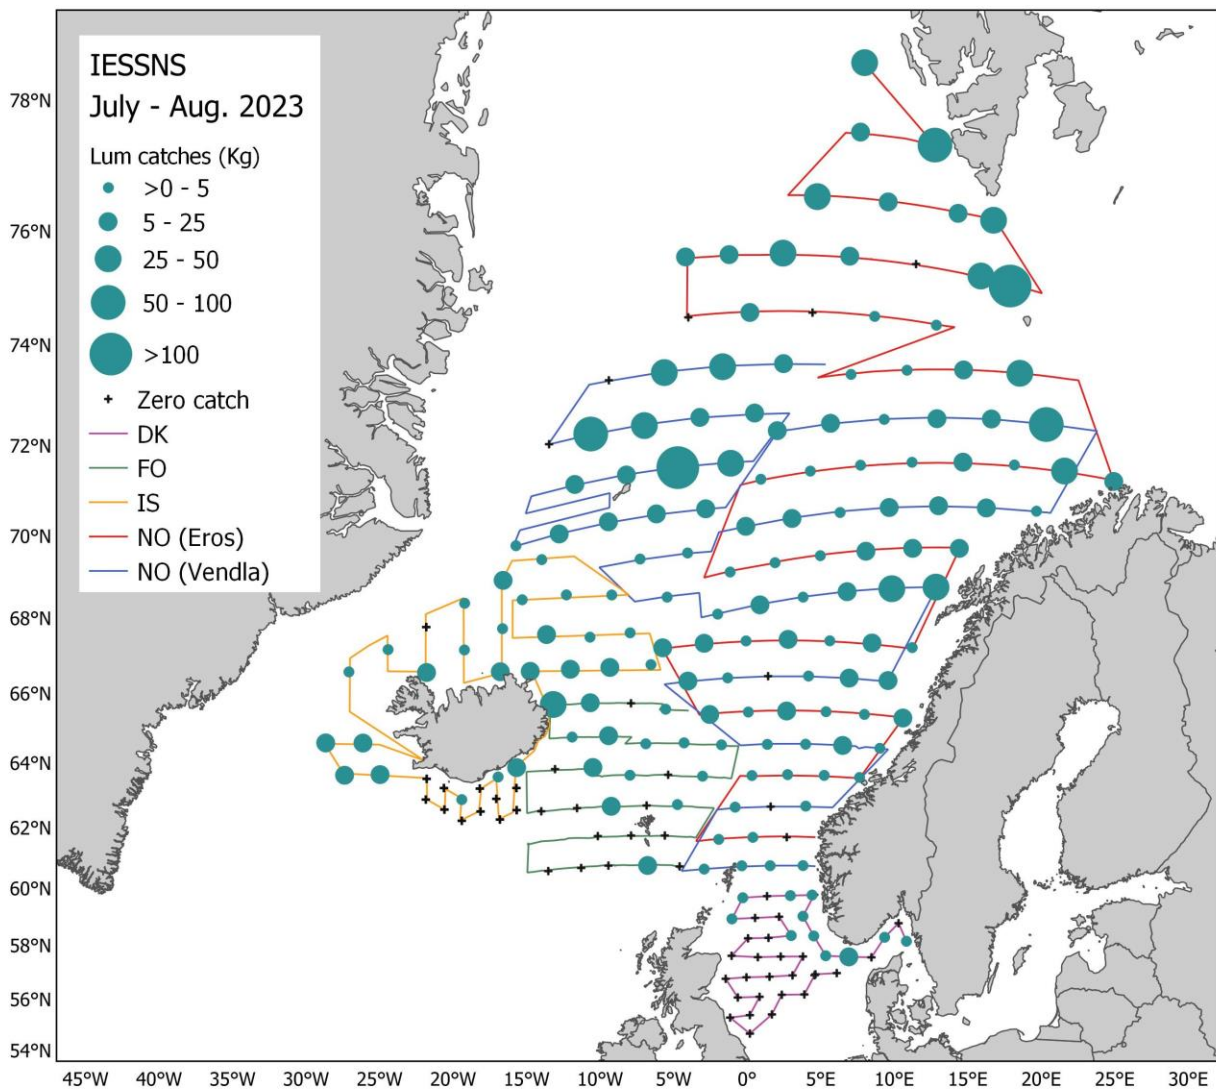 IESSNS
July - Aug. 2023
Lum catches (Kg)
>0 - 5
5 - 25
25 - 50
50 - 100
>100
Zero catch
DK
FO
IS
NO (Eros)
NO (Vendla)
78°N
76°N
74°N
72°N
70°N
68°N
66°N
64°N
62°N
60°N
58°N
56°N
54°N
45°W 40°W 35°W 30°W 25°W 20°W 15°W 10°W 5°W 0° 5°E 10°E 15°E 20°E 25°E 30°E